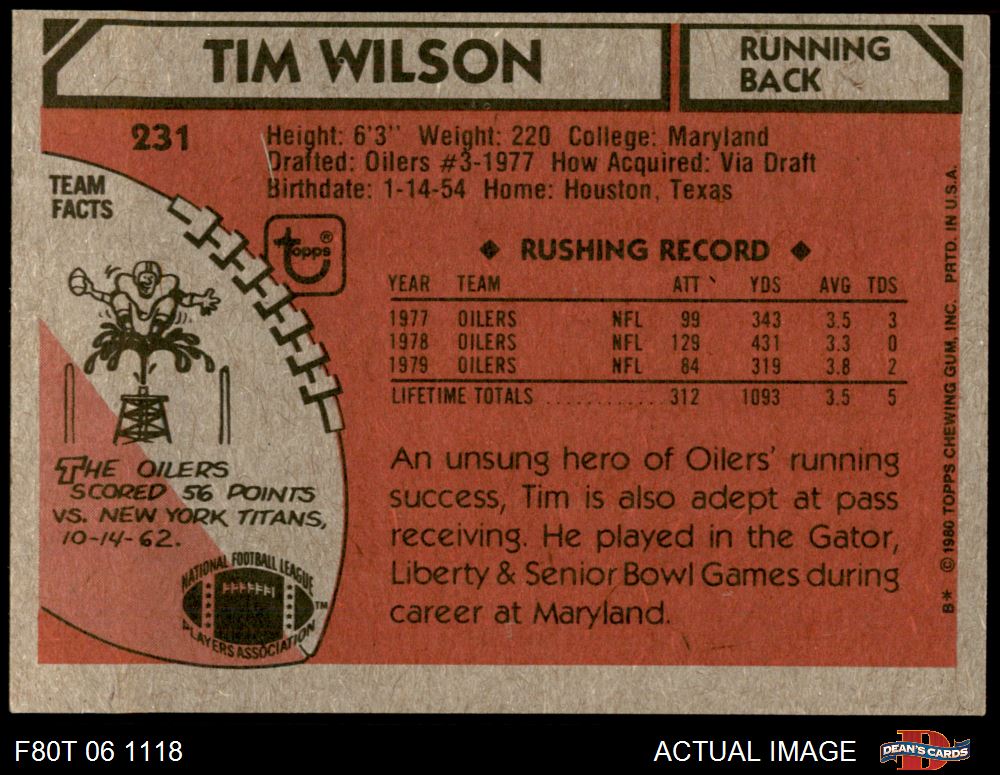 TIM WILSON
RUNNING
BACK
231
Height: 6'3" Weight: 220 College: Maryland
Drafted: Oilers #3-1977 How Acquired: Via Draft
Birthdate: 1-14-54 Home: Houston, Texas
TEAM
FACTS
topps®
◆ RUSHING RECORD ◆
YEAR TEAM ATT YDS AVG TDS
1977 OILERS NFL 99 343 3.5 3
1978 OILERS NFL 129 431 3.3 0
1979 OILERS NFL 84 319 3.8 2
LIFETIME TOTALS ............ 312 1093 3.5 5
An unsung hero of Oilers' running
success, Tim is also adept at pass
receiving. He played in the Gator,
Liberty & Senior Bowl Games during
career at Maryland.
THE OILERS
SCORED 56 POINTS
VS. NEW YORK TITANS,
10-14-62.
NATIONAL FOOTBALL LEAGUE
PLAYERS ASSOCIATION
TM
B* © 1980 TOPPS CHEWING GUM, INC. PRTD. IN U.S.A.
F80T 06 1118
ACTUAL IMAGE
D
DEAN'S CARDS